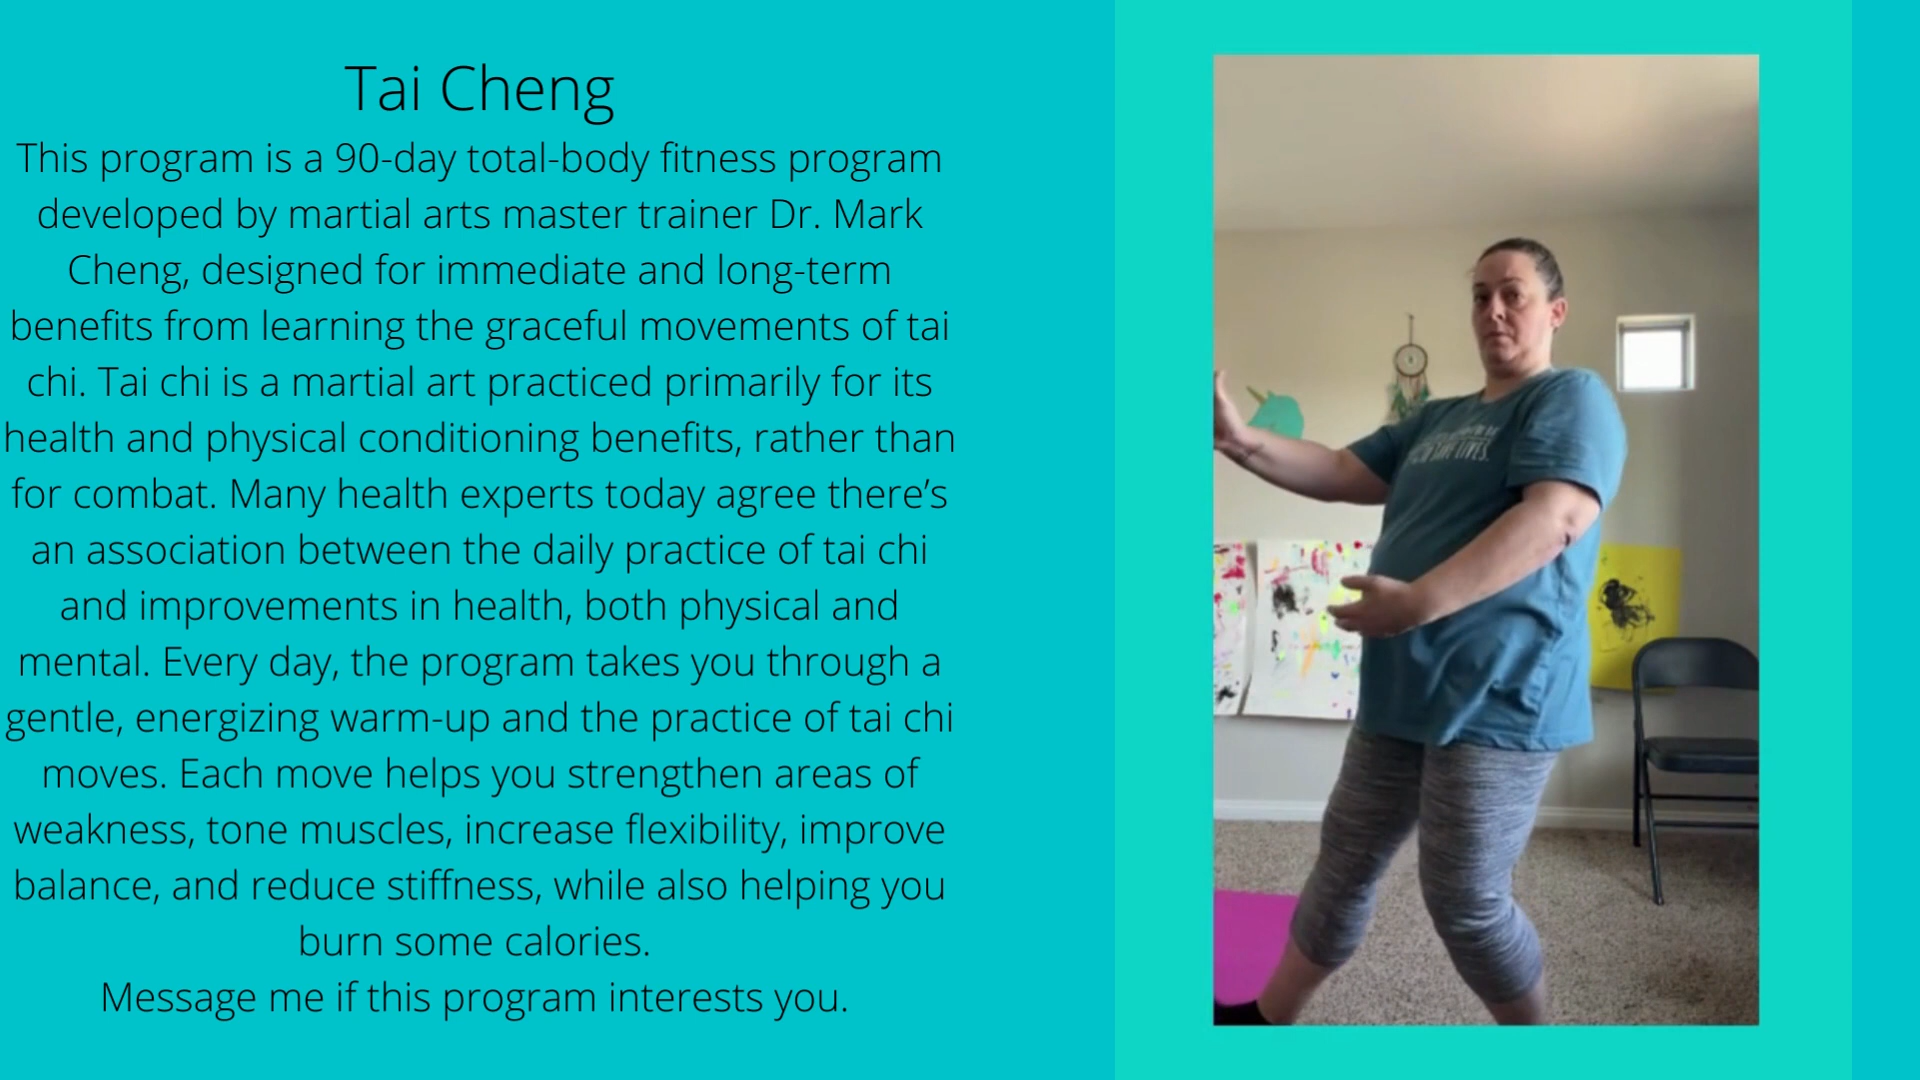 Tai Cheng
This program is a 90-day total-body fitness program
developed by martial arts master trainer Dr. Mark
Cheng, designed for immediate and long-term
benefits from learning the graceful movements of tai
chi. Tai chi is a martial art practiced primarily for its
health and physical conditioning benefits, rather than
for combat. Many health experts today agree there’s
an association between the daily practice of tai chi
and improvements in health, both physical and
mental. Every day, the program takes you through a
gentle, energizing warm-up and the practice of tai chi
moves. Each move helps you strengthen areas of
weakness, tone muscles, increase flexibility, improve
balance, and reduce stiffness, while also helping you
burn some calories.
Message me if this program interests you.
LIVES.